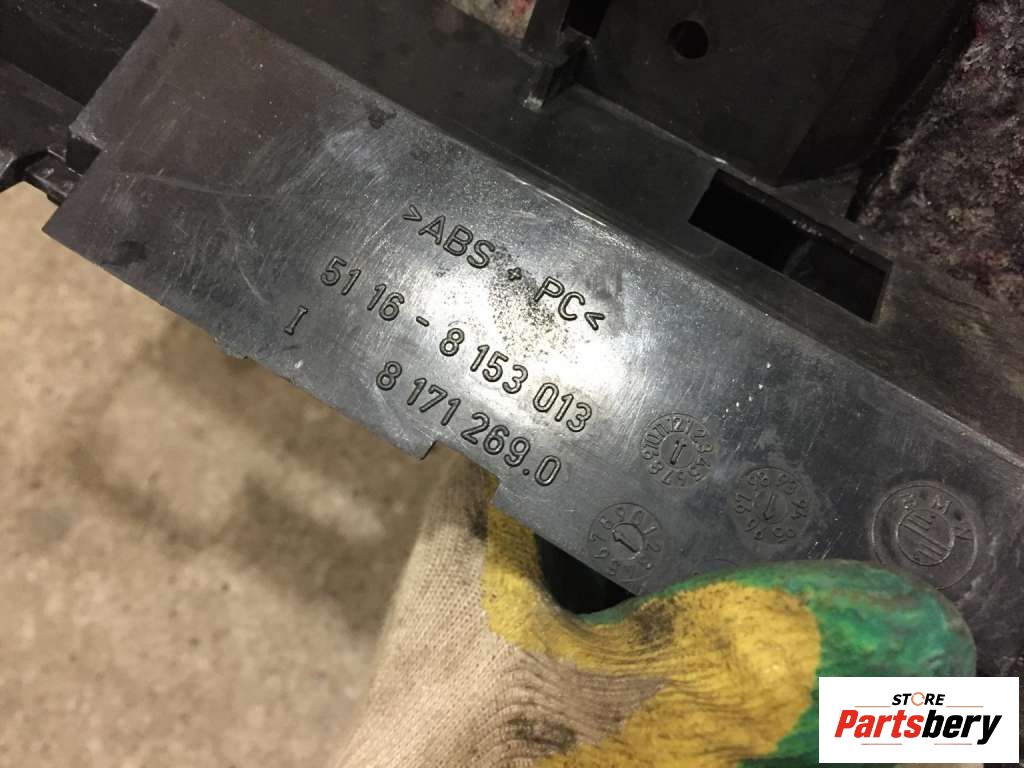 >ABS + PC<
51 16 - 8 153 013
I
8 171 269.0
STORE
Partsbery